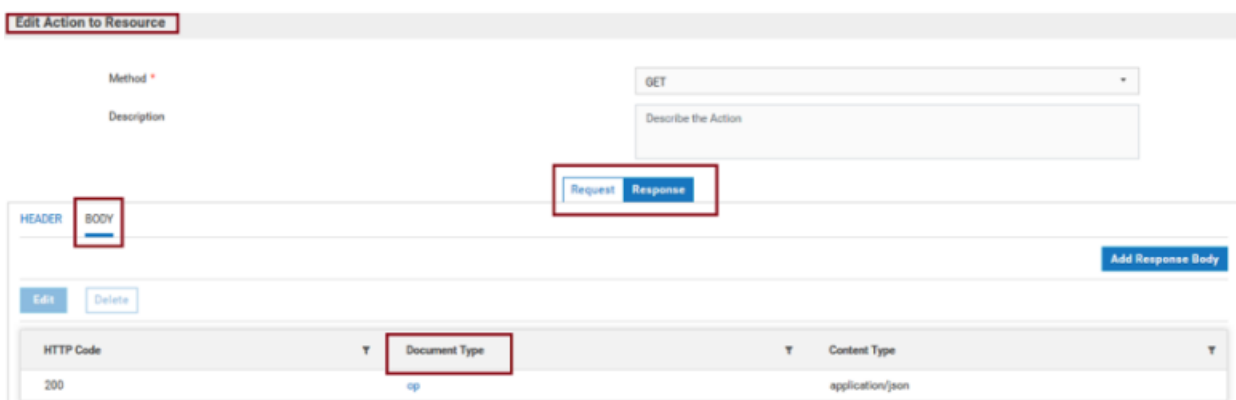 Edit Action to Resource
Method *
GET
Description
Describe the Action
Request Response
HEADER BODY
Add Response Body
Edit Delete
HTTP Code Document Type Content Type
200 op application/json